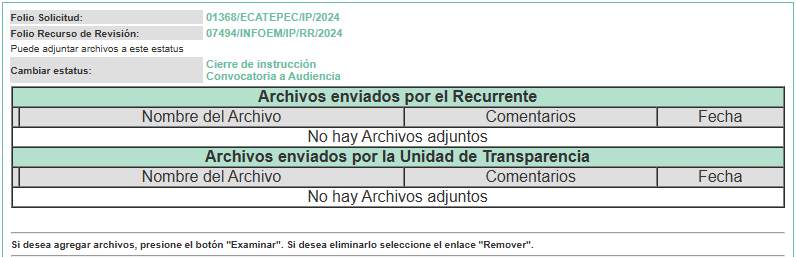 Folio Solicitud: 01368/ECATEPEC/IP/2024
Folio Recurso de Revisión: 07494/INFOEM/IP/RR/2024
Puede adjuntar archivos a este estatus
Cambiar estatus: Cierre de instrucción
Convocatoria a Audiencia
Archivos enviados por el Recurrente
Nombre del Archivo Comentarios Fecha
No hay Archivos adjuntos
Archivos enviados por la Unidad de Transparencia
Nombre del Archivo Comentarios Fecha
No hay Archivos adjuntos
Si desea agregar archivos, presione el botón "Examinar". Si desea eliminarlo seleccione el enlace "Remover".